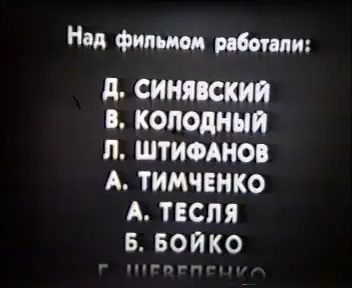 Над фильмом работали:
Д. СИНЯВСКИЙ
В. КОЛОДНЫЙ
Л. ШТИФАНОВ
А. ТИМЧЕНКО
А. ТЕСЛЯ
Б. БОЙКО
Г.